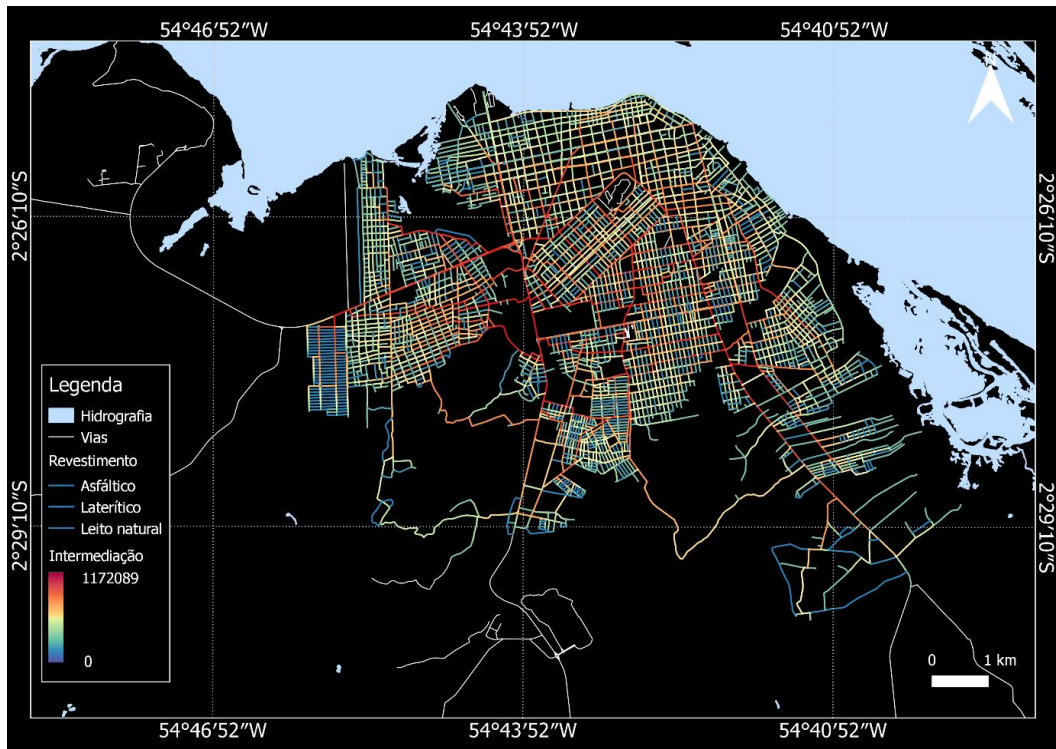 54°46′52″W 54°43′52″W 54°40′52″W
N
2°26′10″S 2°26′10″S
Legenda
Hidrografia
Vias
Revestimento
Asfáltico
Laterítico
Leito natural
Intermediação
1172089
0
2°29′10″S 2°29′10″S
0 1 km
54°46′52″W 54°43′52″W 54°40′52″W